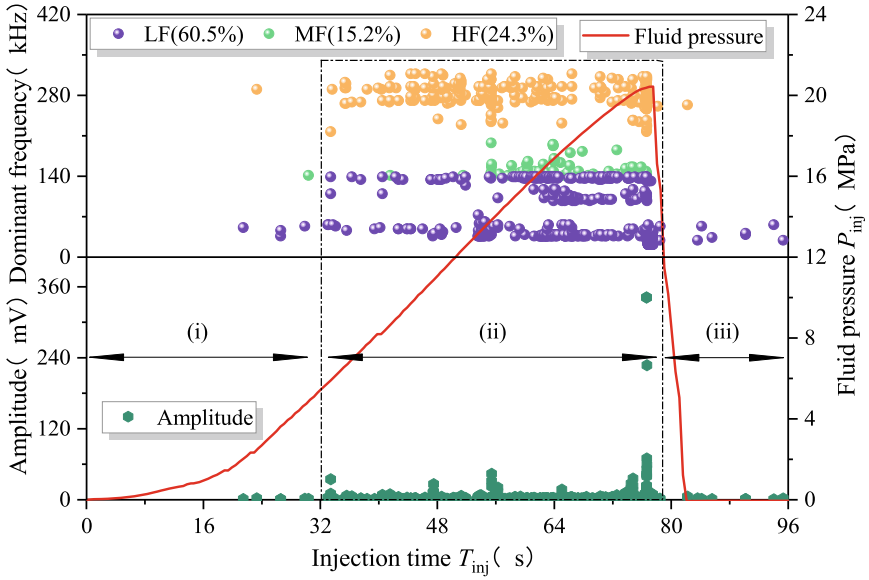 LF(60.5%) MF(15.2%) HF(24.3%)
Fluid pressure
420
280
140
0
360
240
120
0
Dominant frequency( kHz)
Amplitude( mV)
24
20
16
12
8
4
0
Fluid pressure Pinj( MPa)
(i) (ii) (iii)
Amplitude
0 16 32 48 64 80 96
Injection time Tinj( s)